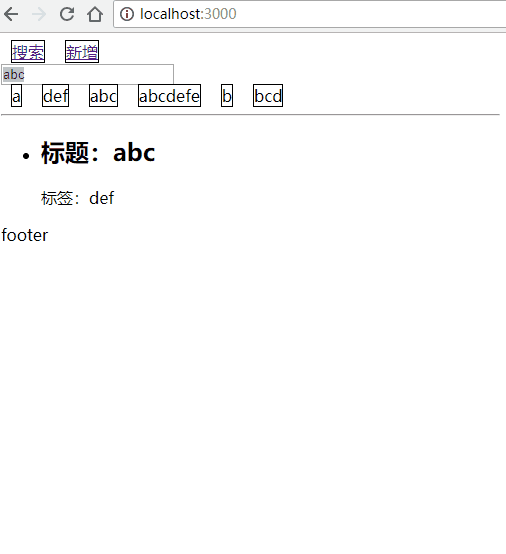 localhost:3000
搜索 新增
abc
a def abc abcdefe b bcd
标题：abc
标签：def
footer